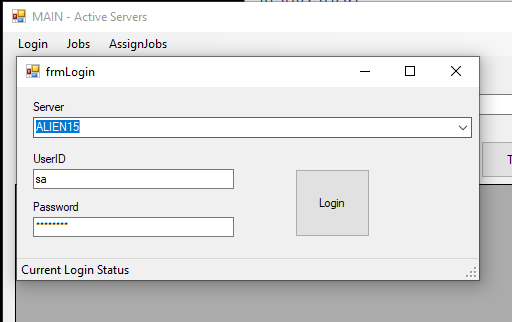 MAIN - Active Servers
Login Jobs AssignJobs
frmLogin
Server
ALIEN15
UserID
sa
Password
********
Login
Current Login Status